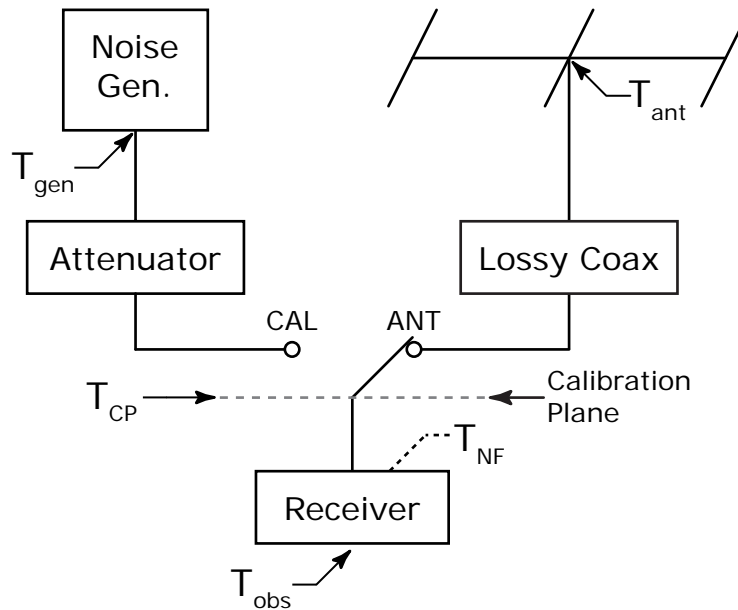 Noise
Gen.
T_gen
T_ant
Attenuator
Lossy Coax
CAL
ANT
T_CP
Calibration
Plane
T_NF
Receiver
T_obs